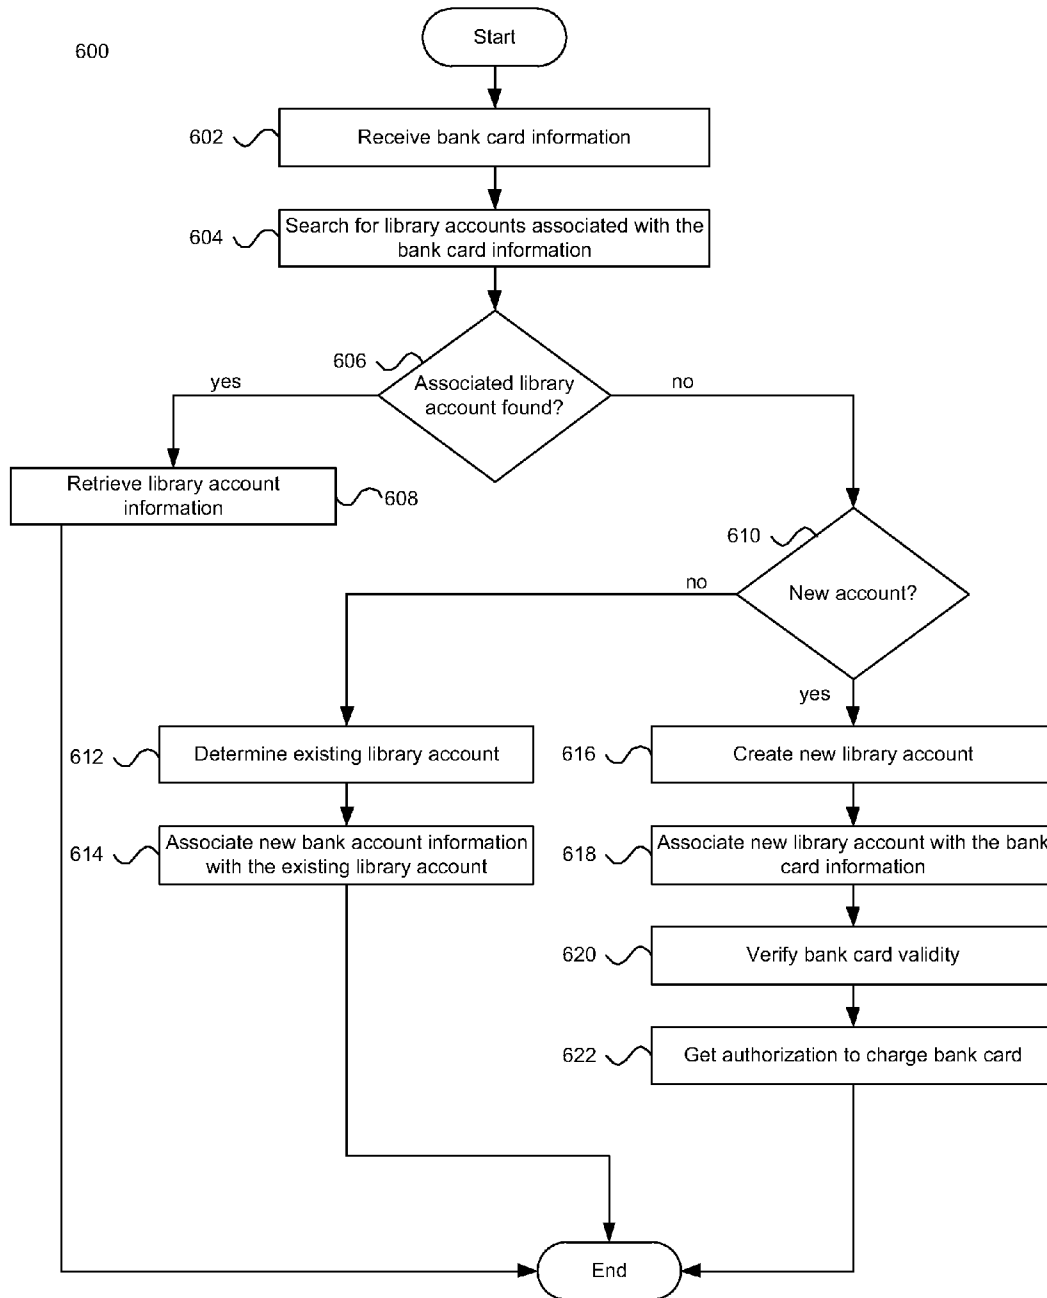 600
Start
602
Receive bank card information
604
Search for library accounts associated with the
bank card information
606
Associated library
account found?
yes
no
Retrieve library account
information
608
610
New account?
no
yes
612
Determine existing library account
616
Create new library account
614
Associate new bank account information
with the existing library account
618
Associate new library account with the bank
card information
620
Verify bank card validity
622
Get authorization to charge bank card
End